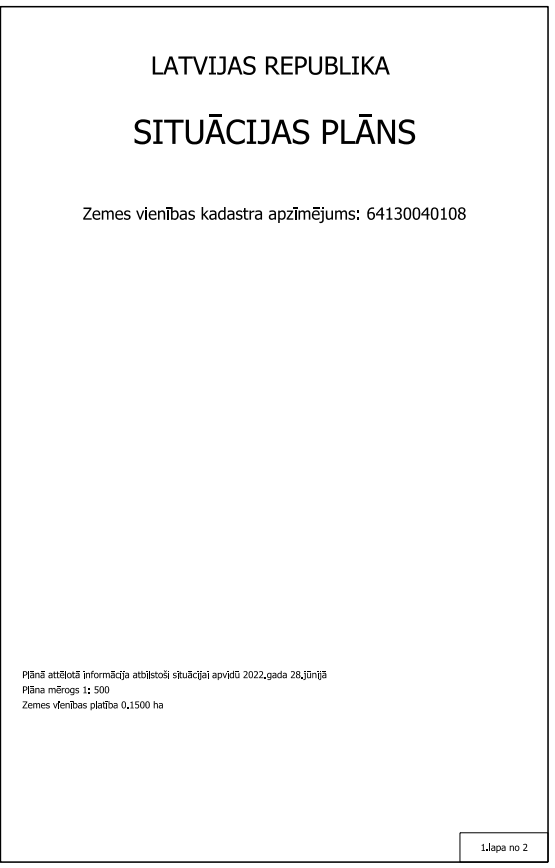 LATVIJAS REPUBLIKA
SITUĀCIJAS PLĀNS
Zemes vienības kadastra apzīmējums: 64130040108
Plānā attēlotā informācija atbilstoši situācijai apvidū 2022.gada 28.jūnijā
Plāna mērogs 1: 500
Zemes vienības platība 0.1500 ha
1.lapa no 2